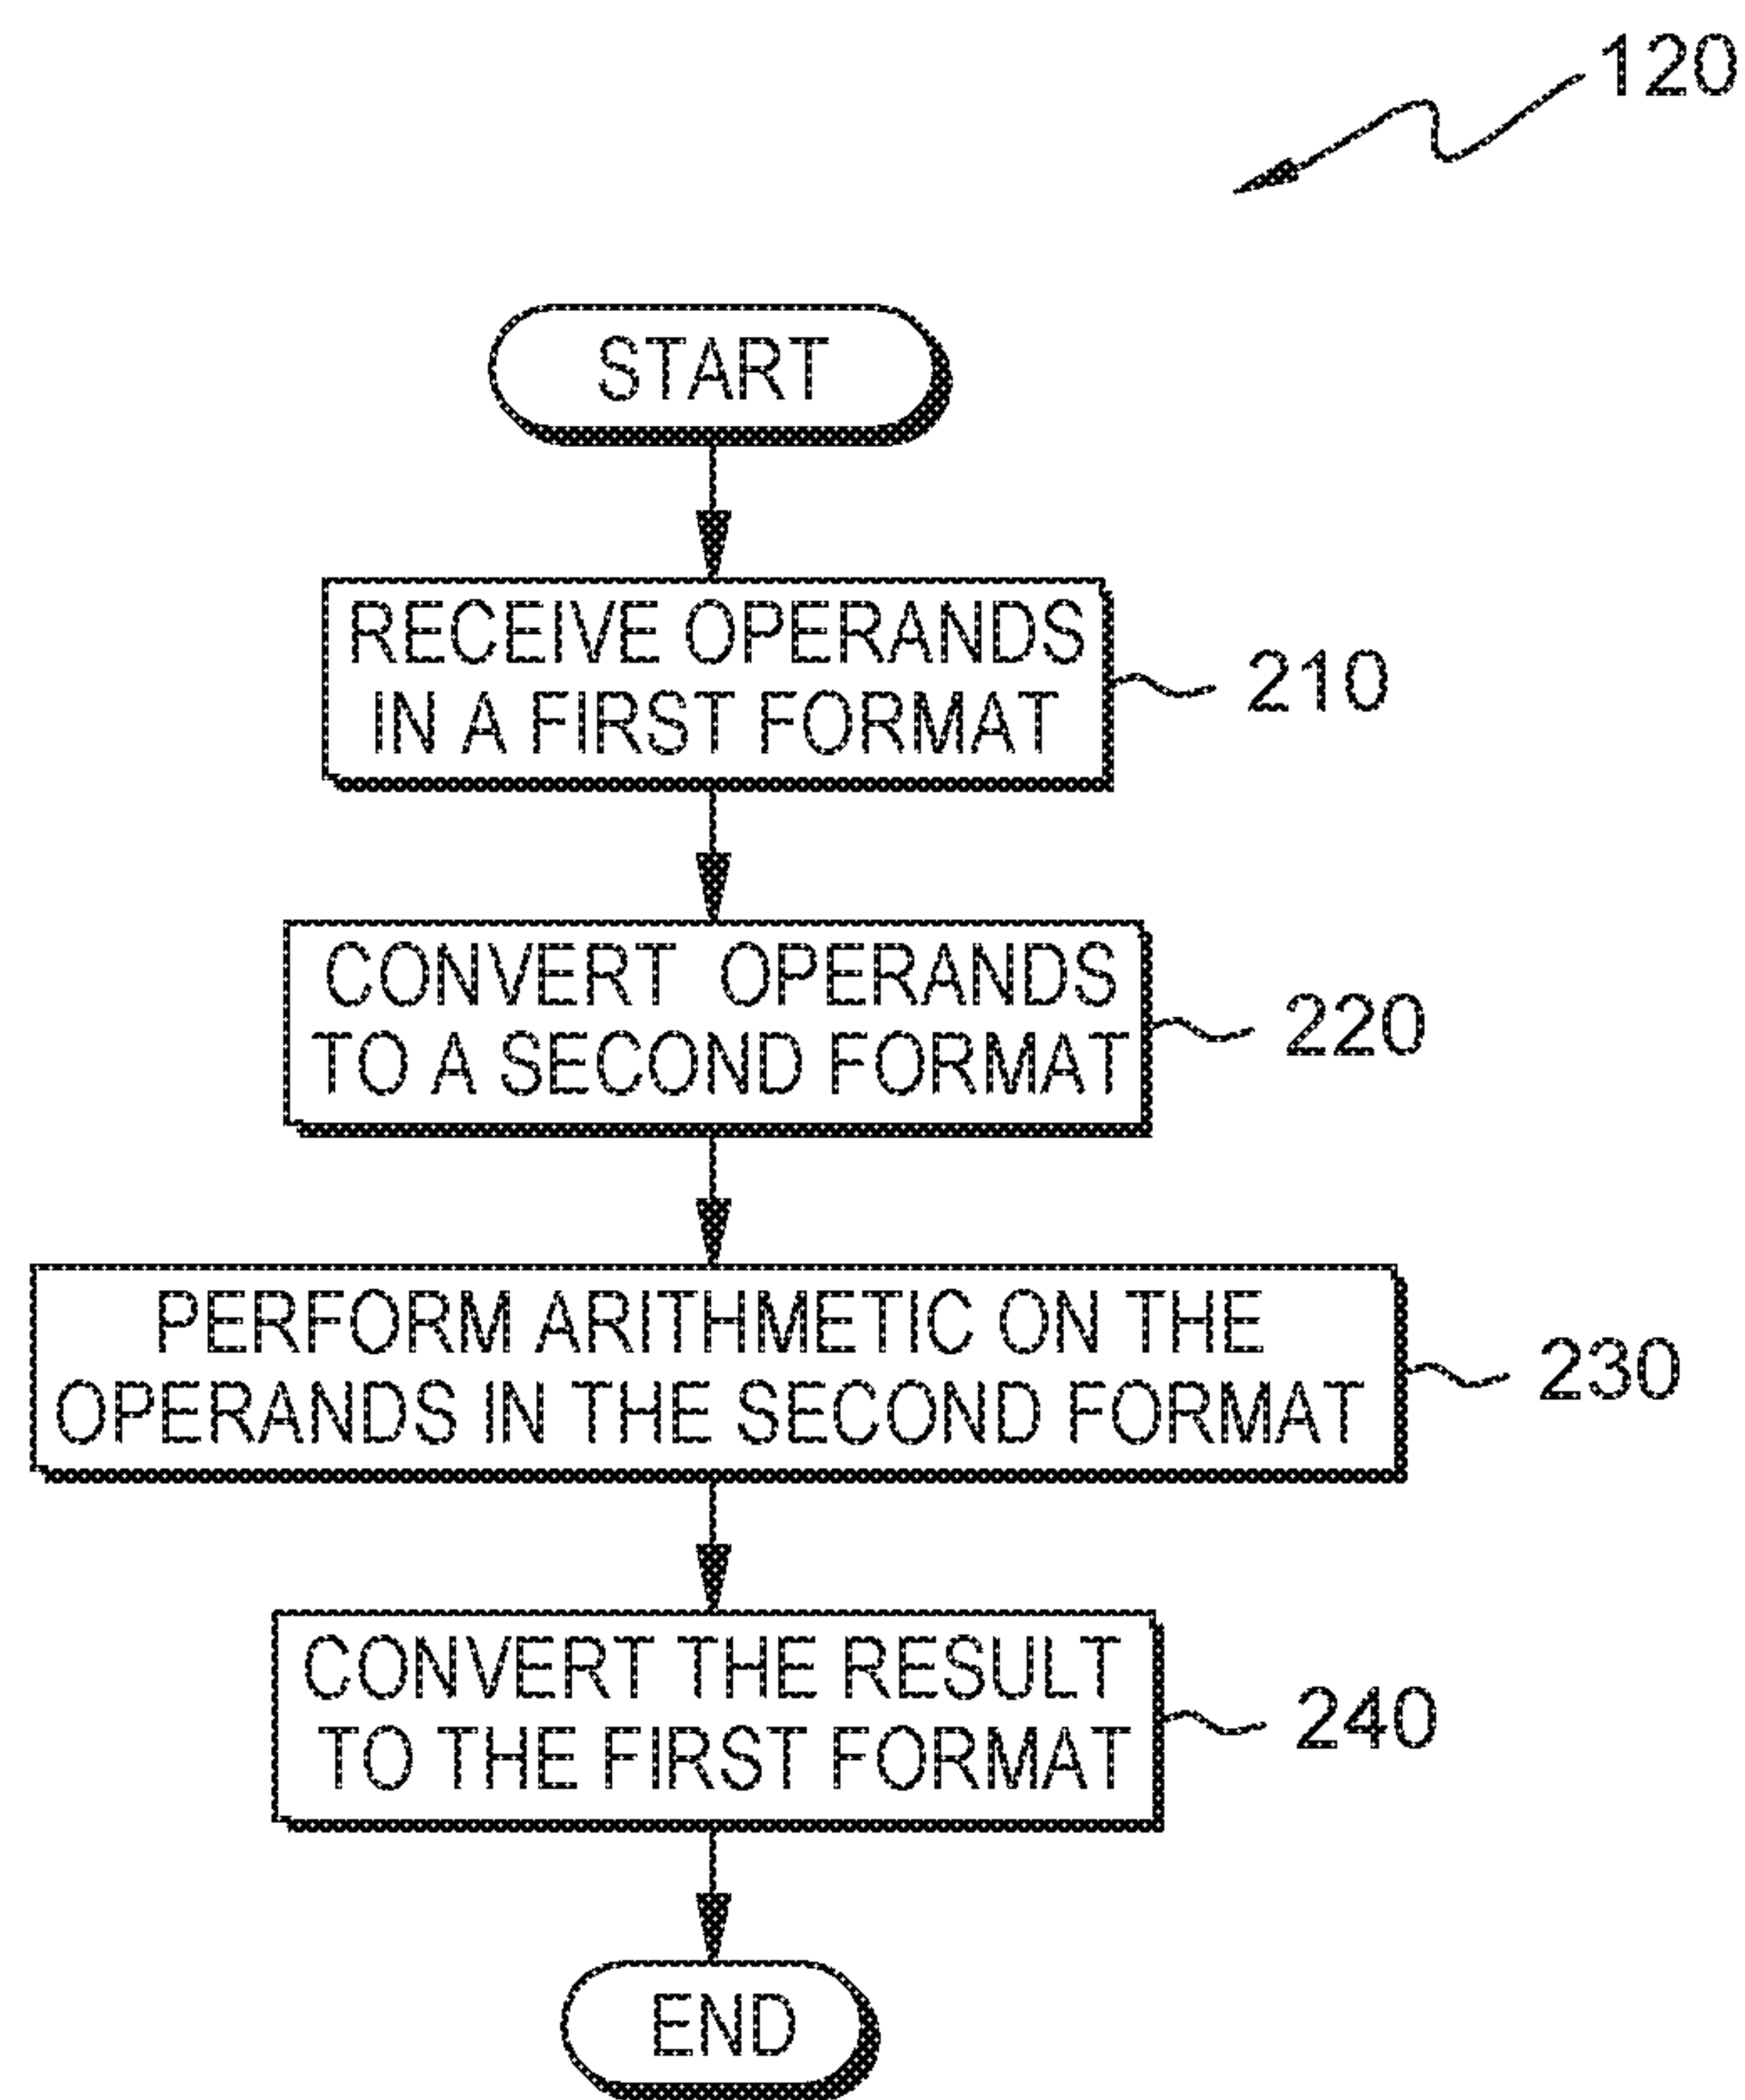 120
START
RECEIVE OPERANDS
IN A FIRST FORMAT
210
CONVERT OPERANDS
TO A SECOND FORMAT
220
PERFORM ARITHMETIC ON THE
OPERANDS IN THE SECOND FORMAT
230
CONVERT THE RESULT
TO THE FIRST FORMAT
240
END